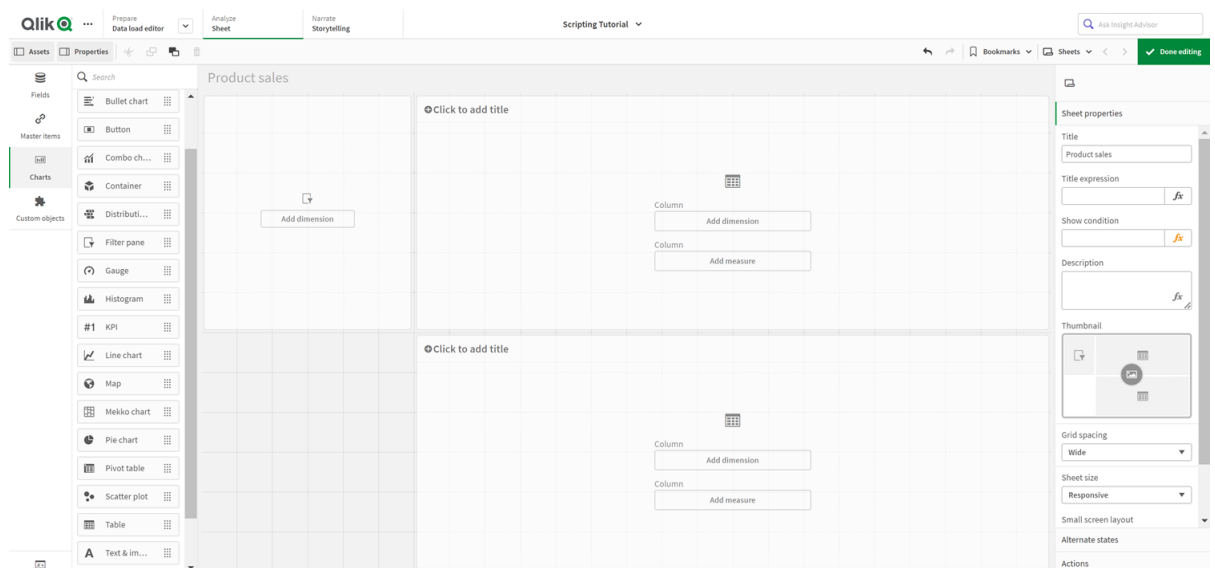 Qlik
Prepare
Data load editor
Analyze
Sheet
Narrate
Storytelling
Scripting Tutorial
Ask Insight Advisor
Assets
Properties
Bookmarks
Sheets
Done editing
Fields
Master items
Charts
Custom objects
Search
Bullet chart
Button
Combo ch...
Container
Distributi...
Filter pane
Gauge
Histogram
#1 KPI
Line chart
Map
Mekko chart
Pie chart
Pivot table
Scatter plot
Table
A Text & im...
Product sales
Add dimension
Click to add title
Column
Add dimension
Column
Add measure
Click to add title
Column
Add dimension
Column
Add measure
Sheet properties
Title
Product sales
Title expression
fx
Show condition
fx
Description
fx
Thumbnail
Grid spacing
Wide
Sheet size
Responsive
Small screen layout
Alternate states
Actions